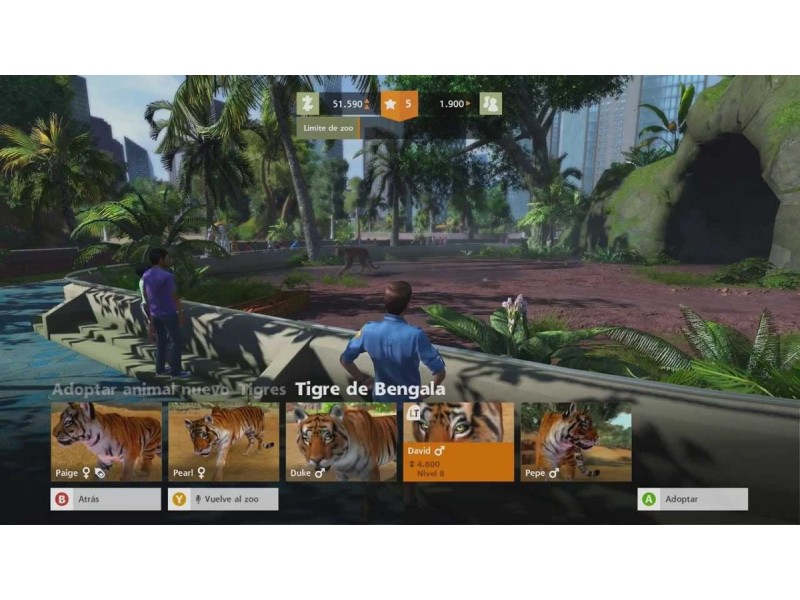 51.590 5 1.900
Límite de zoo
Adoptar animal nuevo Tigres Tigre de Bengala
LT
Paige ♀
Pearl ♀
Duke ♂
David ♂
4.600
Nivel 8
Pepe ♂
B Atrás
Y Vuelve al zoo
A Adoptar